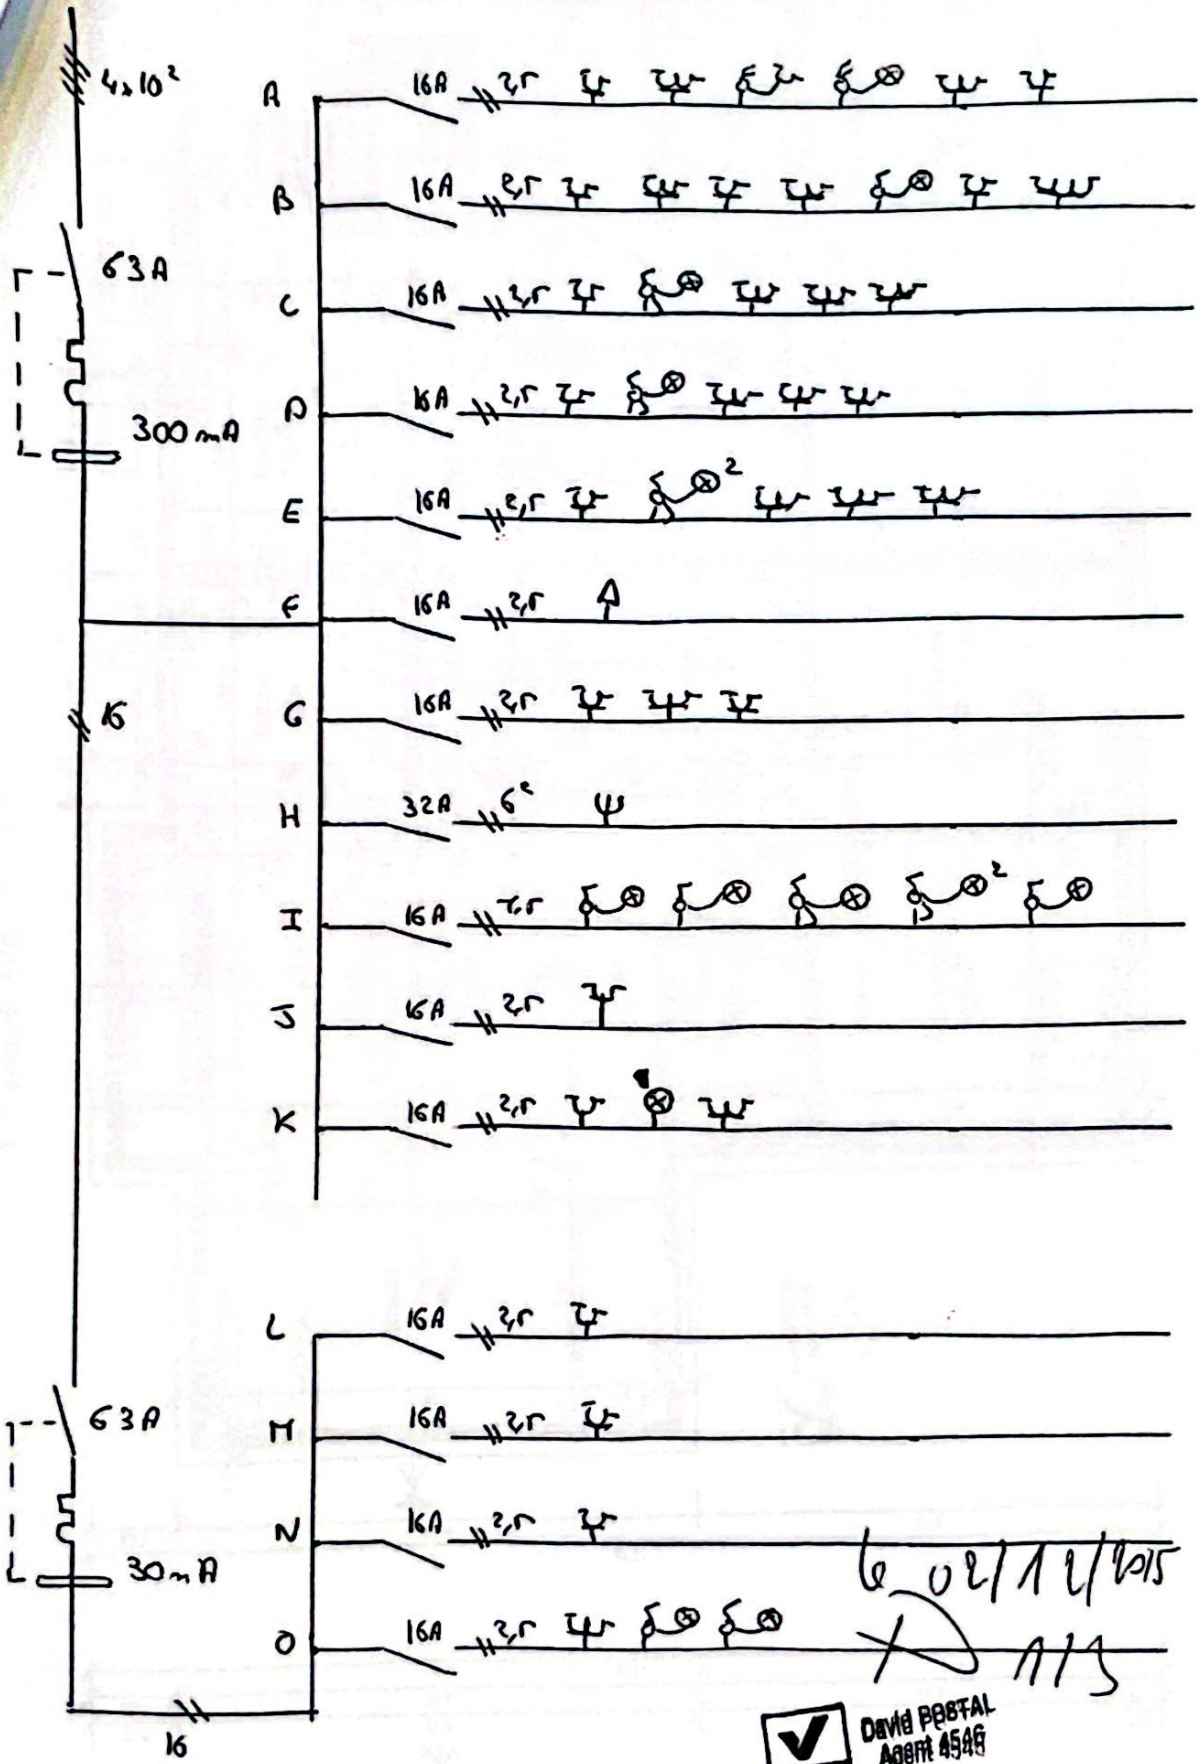 4x10²
A 16A 2,5
B 16A 2,5
63A
C 16A 2,5
D 16A 2,5
300mA
E 16A 2,5 2
F 16A 2,5
16
G 16A 2,5
H 32A 6²
I 16A 2,5 2
J 16A 2,5
K 16A 2,5
L 16A 2,5
63A
M 16A 2,5
N 16A 2,5
30mA
le 02/12/2015
O 16A 2,5
1/3
16
David POSTAL
Agent 4546